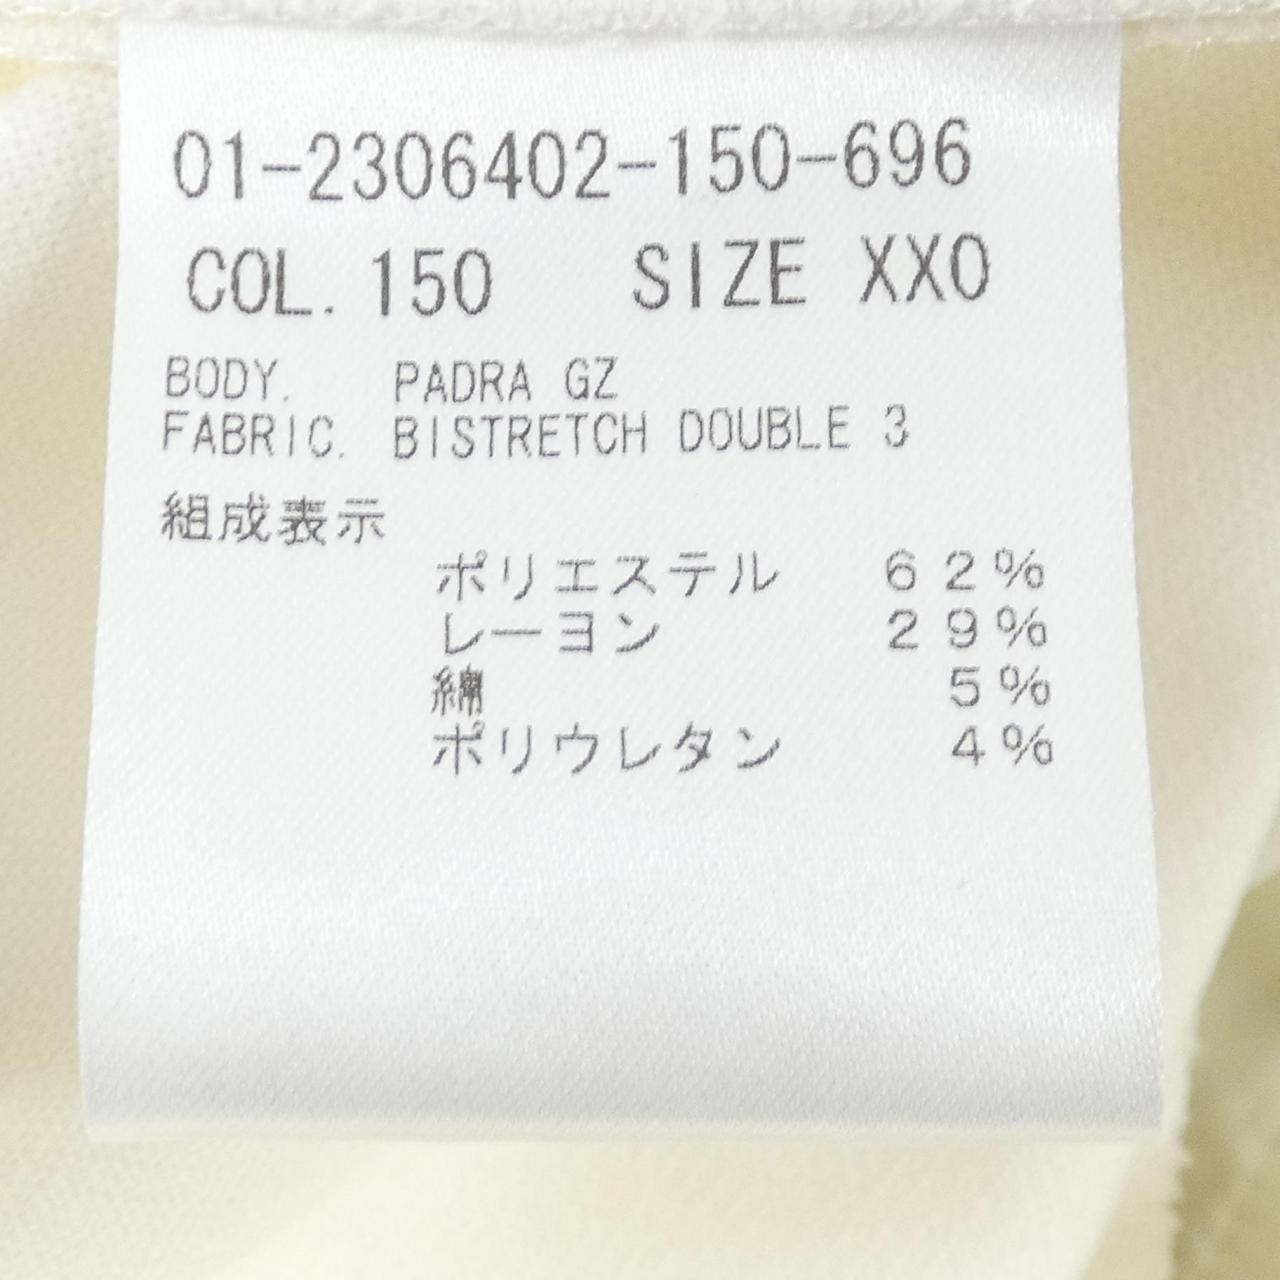 01-2306402-150-696
COL. 150 SIZE XXO
BODY. PADRA GZ
FABRIC. BISTRETCH DOUBLE 3
組成表示
ポリエステル 62%
レーヨン 29%
綿 5%
ポリウレタン 4%